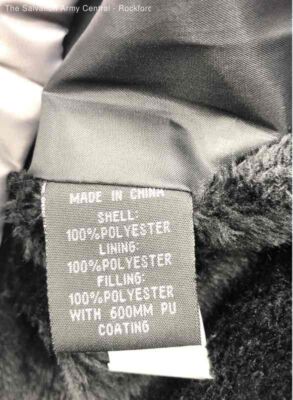 The Salvation Army Central - Rockford
MADE IN CHINA
SHELL:
100%POLYESTER
LINING:
100%POLYESTER
FILLING:
100%POLYESTER
WITH 600MM PU
COATING